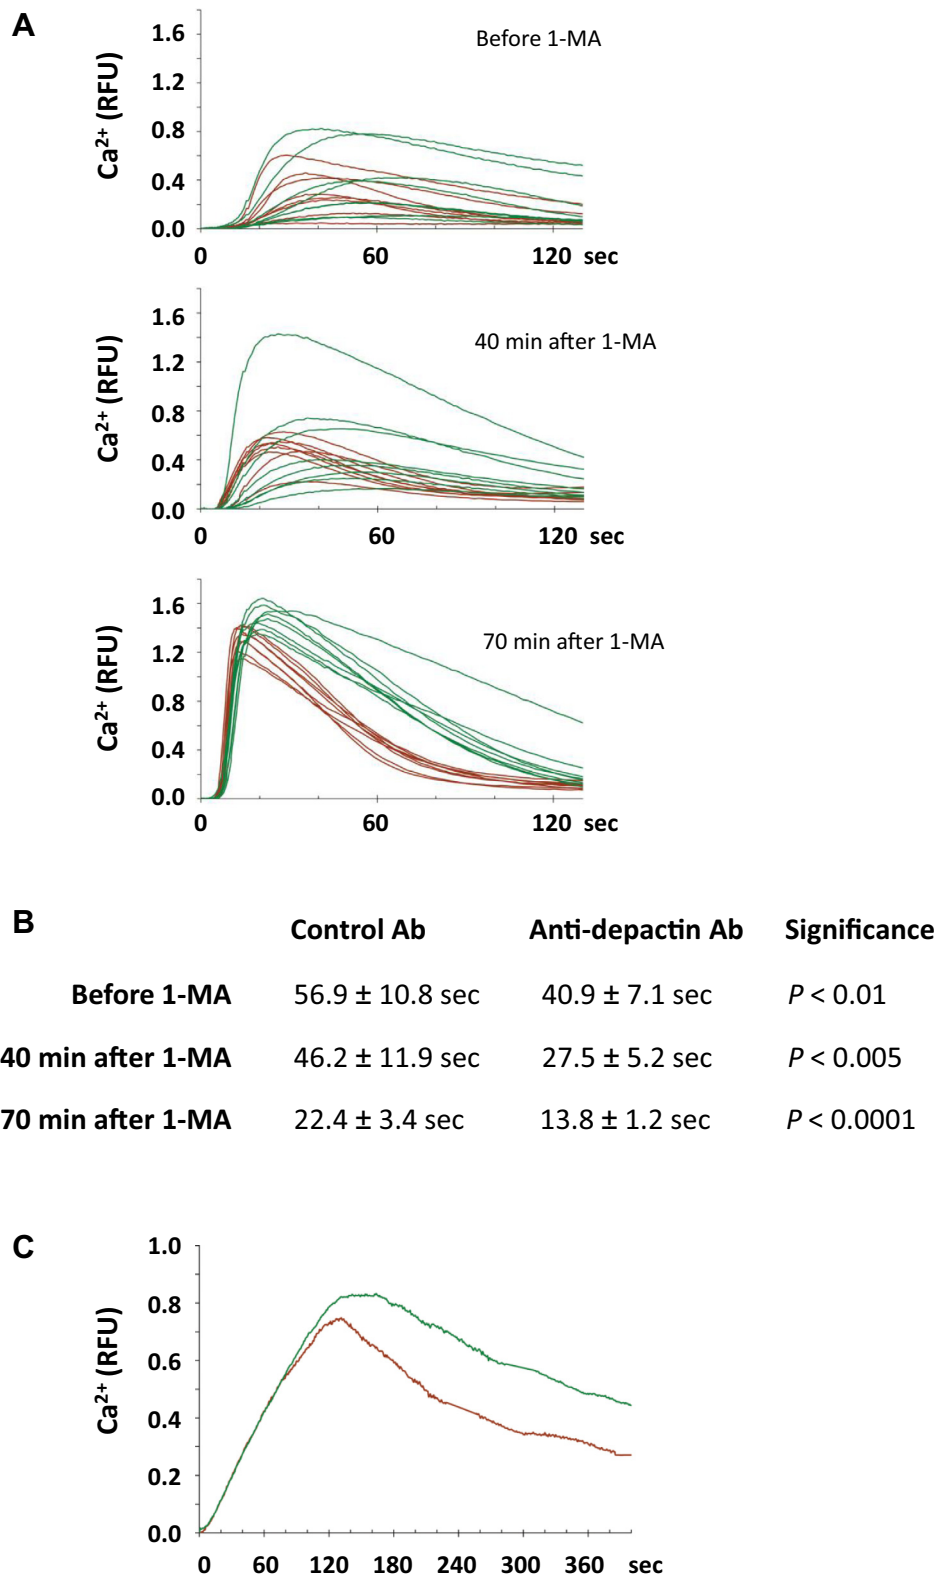 A
Ca²⁺ (RFU)
1.6
1.2
0.8
0.4
0.0
Before 1-MA
0 60 120 sec
Ca²⁺ (RFU)
1.6
1.2
0.8
0.4
0.0
40 min after 1-MA
0 60 120 sec
Ca²⁺ (RFU)
1.6
1.2
0.8
0.4
0.0
70 min after 1-MA
0 60 120 sec
B
Control Ab Anti-depactin Ab Significance
Before 1-MA 56.9 ± 10.8 sec 40.9 ± 7.1 sec P < 0.01
40 min after 1-MA 46.2 ± 11.9 sec 27.5 ± 5.2 sec P < 0.005
70 min after 1-MA 22.4 ± 3.4 sec 13.8 ± 1.2 sec P < 0.0001
C
Ca²⁺ (RFU)
1.0
0.8
0.6
0.4
0.2
0.0
0 60 120 180 240 300 360 sec